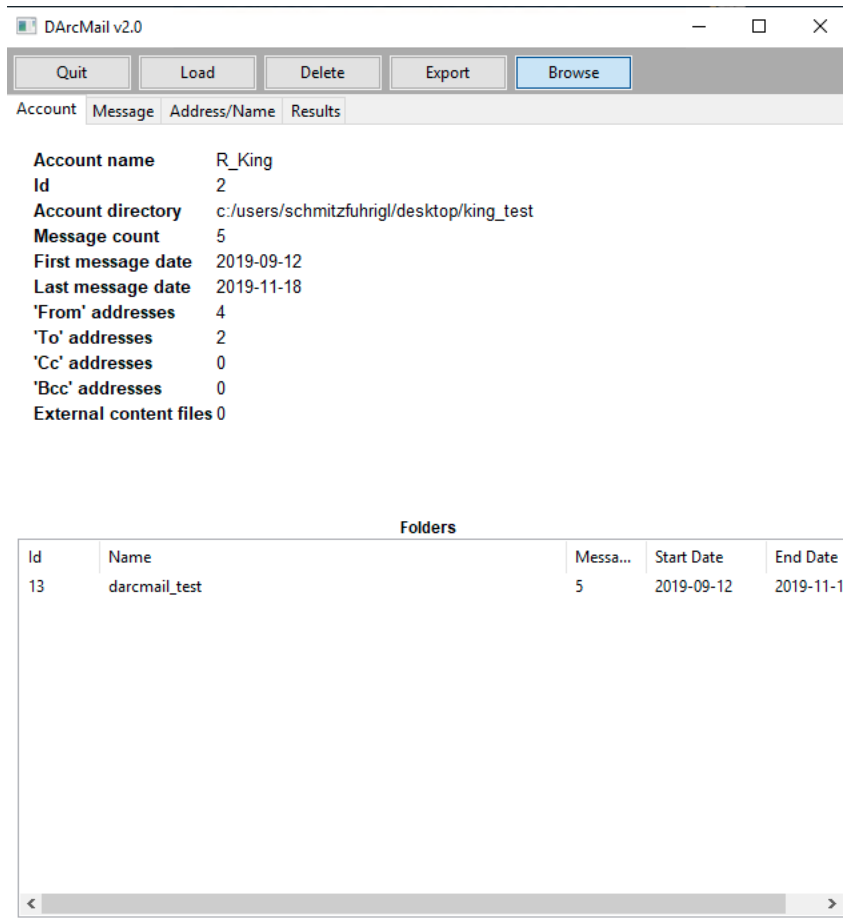 DArcMail v2.0
Quit Load Delete Export Browse
Account Message Address/Name Results
Account name R_King
Id 2
Account directory c:/users/schmitzfuhrigl/desktop/king_test
Message count 5
First message date 2019-09-12
Last message date 2019-11-18
'From' addresses 4
'To' addresses 2
'Cc' addresses 0
'Bcc' addresses 0
External content files 0
Folders
Id Name Messa... Start Date End Date
13 darcmail_test 5 2019-09-12 2019-11-1